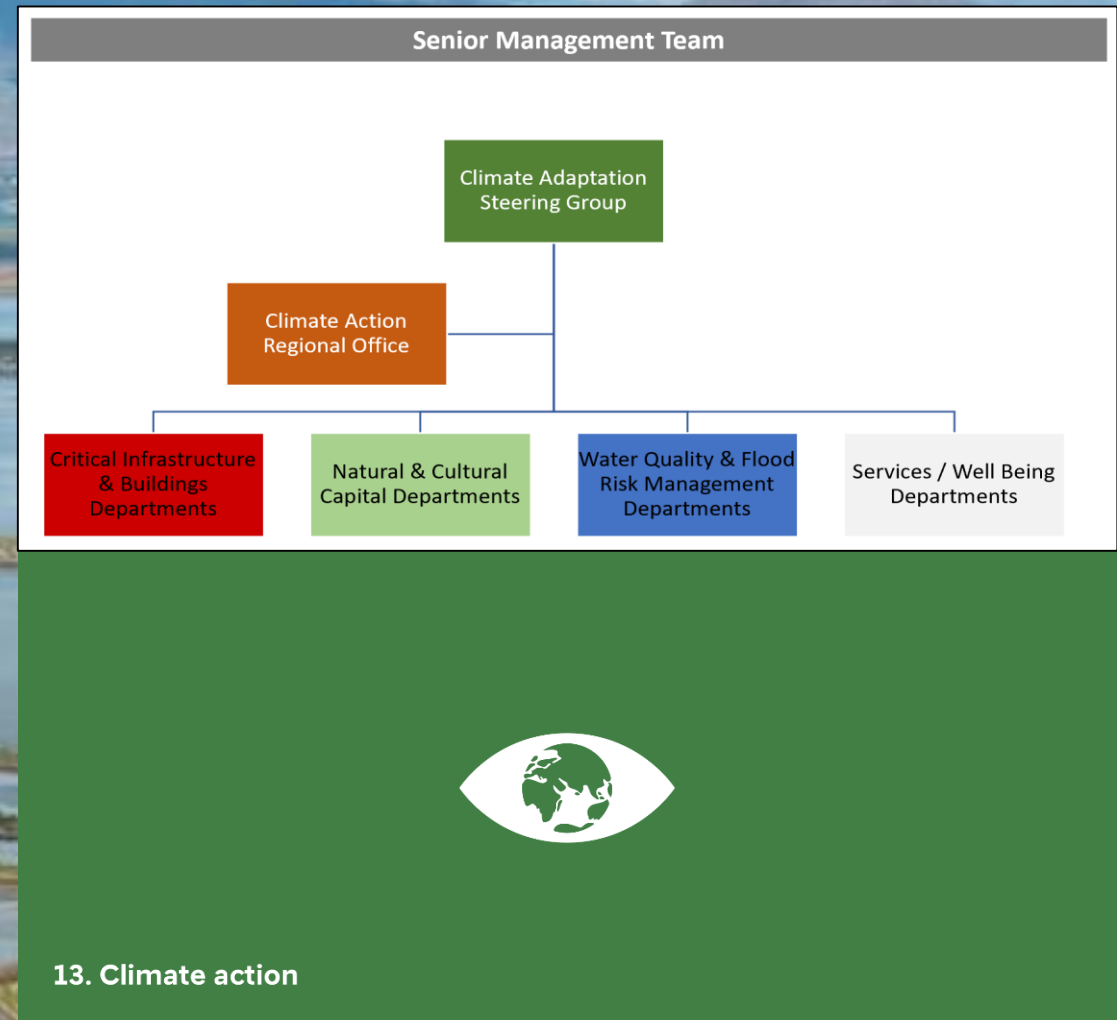 Senior Management Team
Climate Adaptation
Steering Group
Climate Action
Regional Office
Critical Infrastructure
& Buildings
Departments
Natural & Cultural
Capital Departments
Water Quality & Flood
Risk Management
Departments
Services / Well Being
Departments
13. Climate action